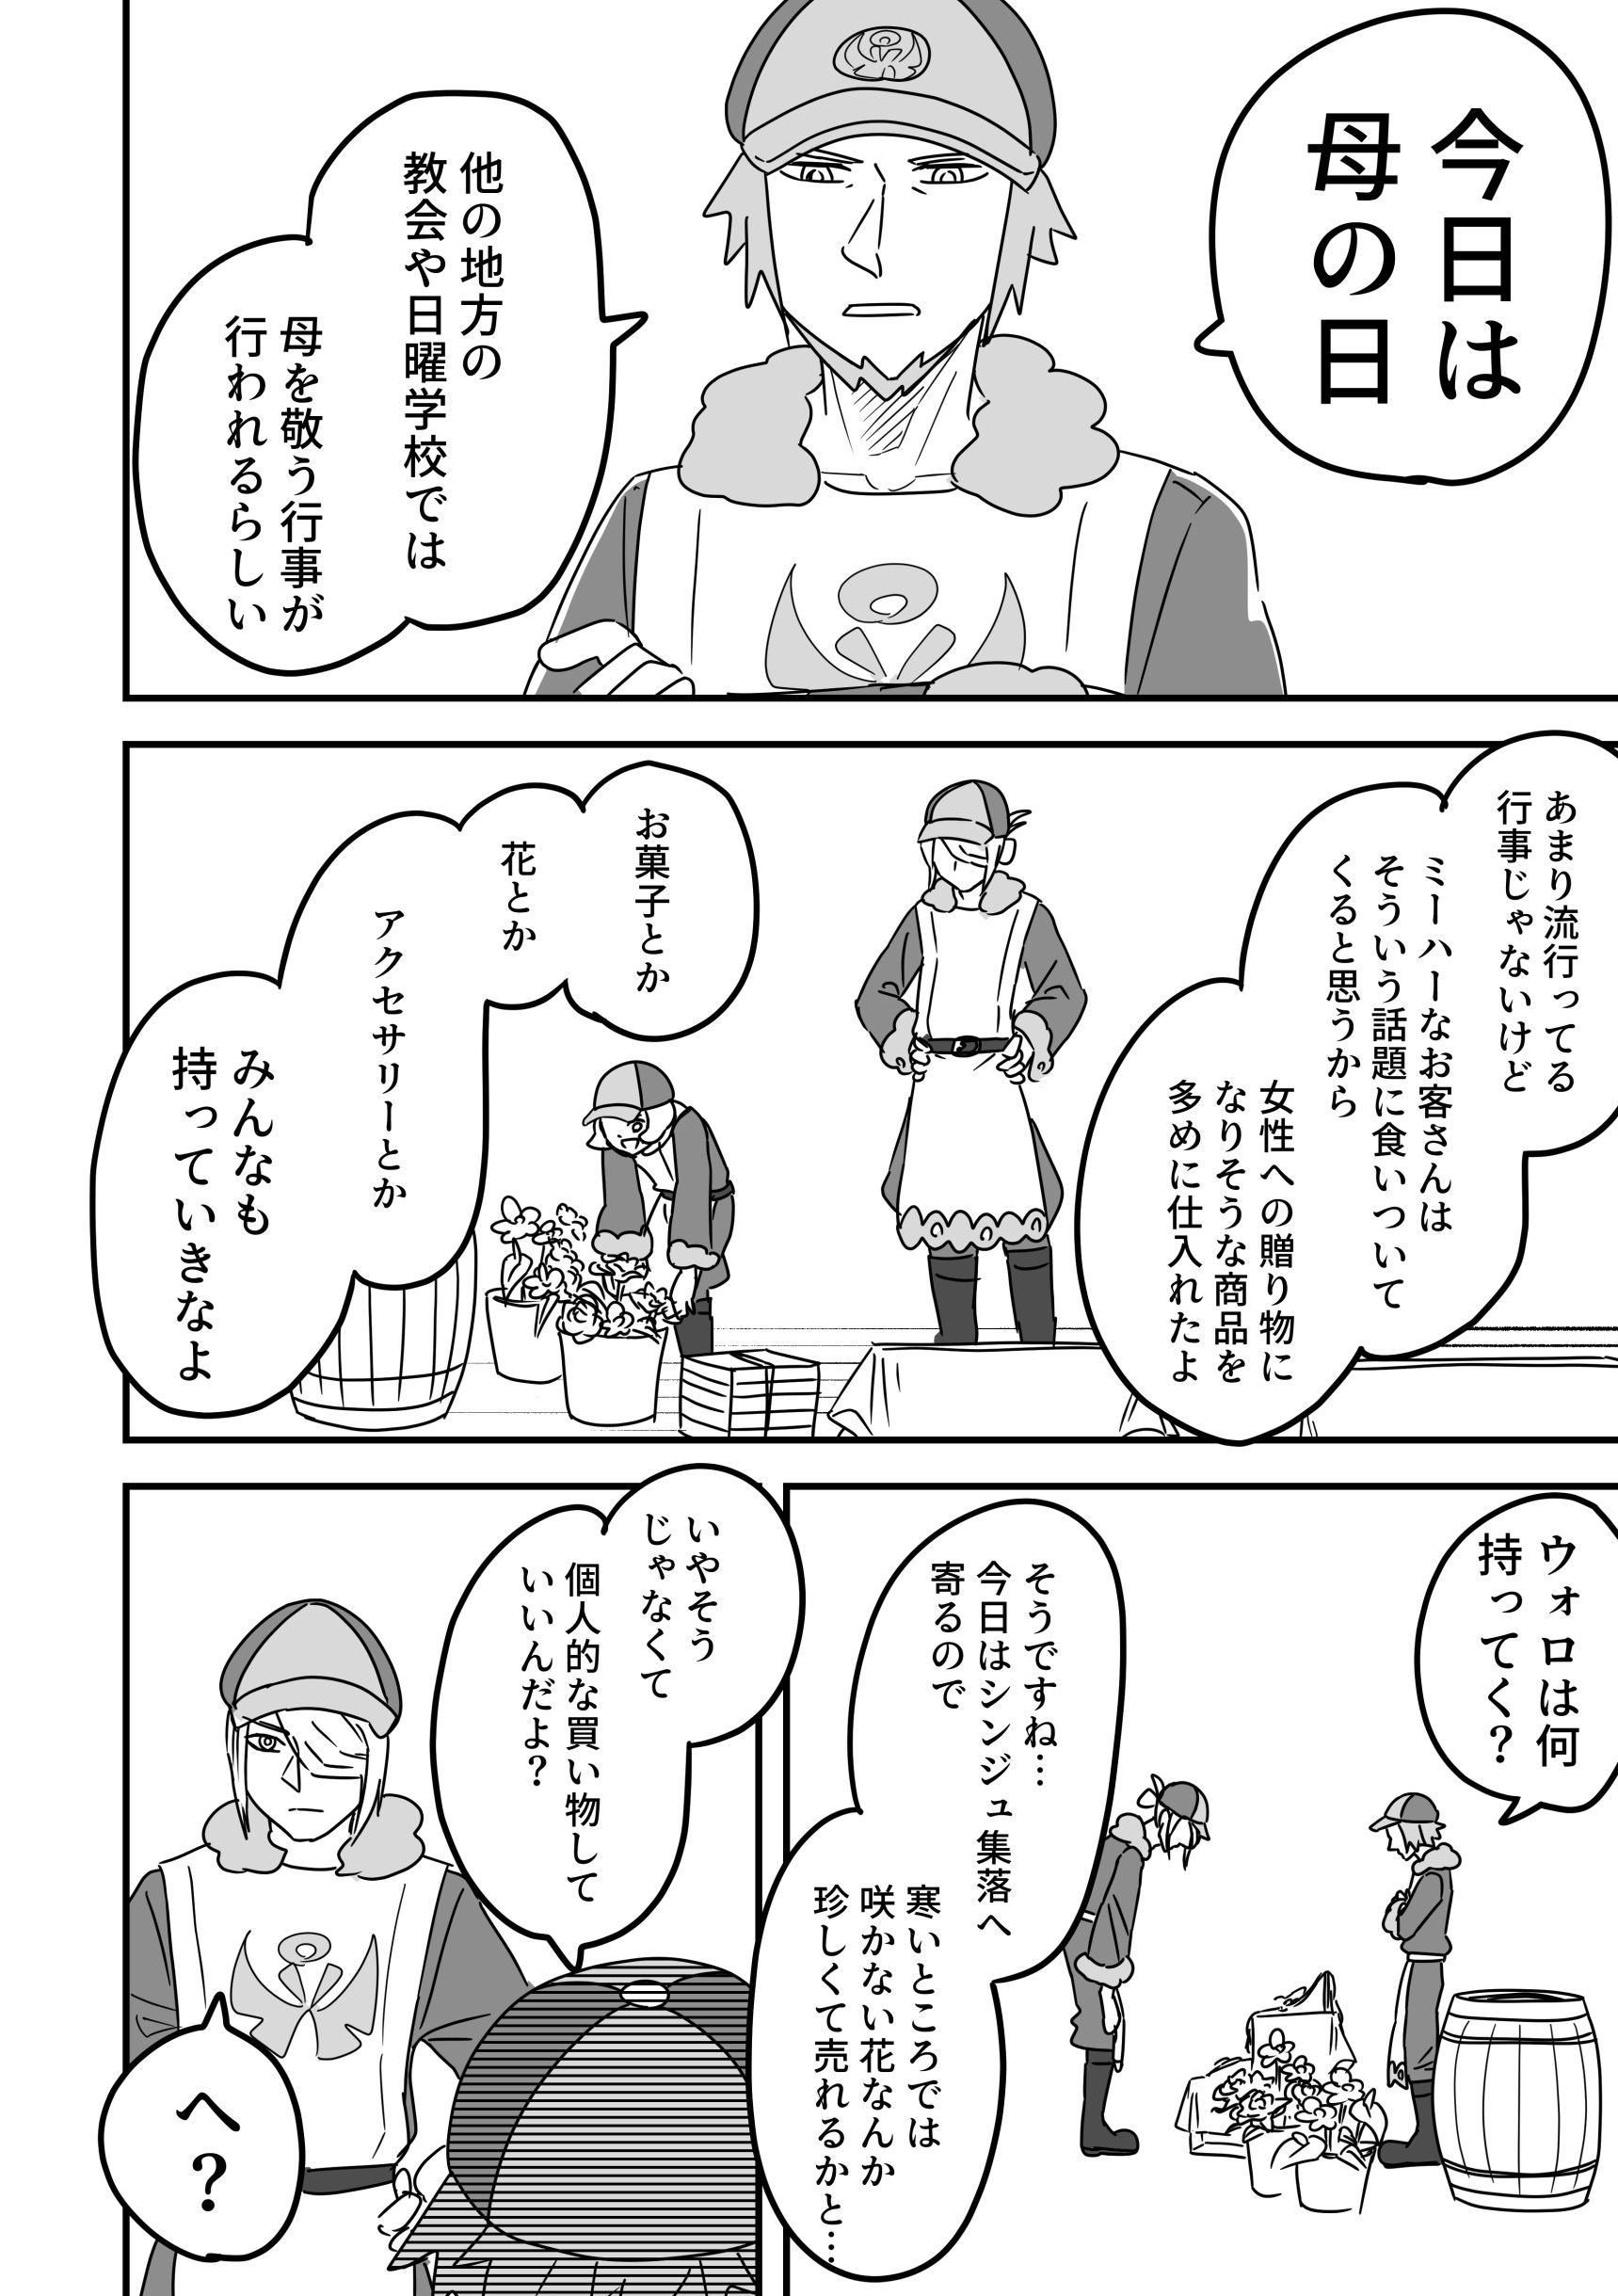 今日は
母の日
他の地方の
教会や日曜学校では
母を敬う行事が
行われるらしい
あまり流行ってる
行事じゃないけど
ミーハーなお客さんは
そういう話題に食いついて
くると思うから
女性への贈り物に
なりそうな商品を
多めに仕入れたよ
お菓子とか
花とか
アクセサリーとか
みんなも
持っていきなよ
ウォロは何
持ってく?
そうですね…
今日はシンジュ集落へ
寄るので
寒いところでは
咲かない花なんか
珍しくて売れるかと…
いやそう
じゃなくて
個人的な買い物して
いいんだよ?
へ?